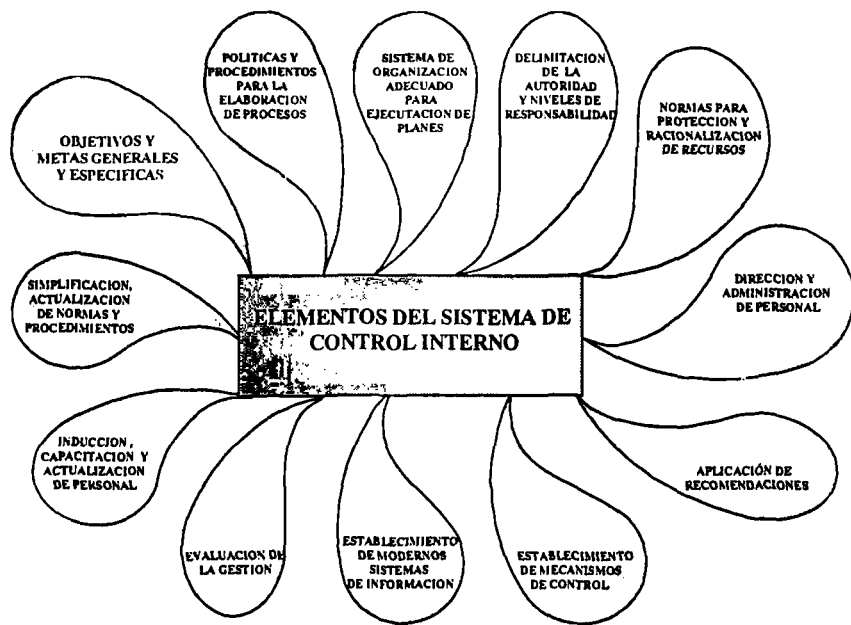 POLITICAS Y
PROCEDIMIENTOS
PARA LA
ELABORACION
DE PROCESOS
SISTEMA DE
ORGANIZACION
ADECUADO
PARA
EJECUTACION DE
PLANES
DELIMITACION
DE LA
AUTORIDAD
Y NIVELES DE
RESPONSABILIDAD
NORMAS PARA
PROTECCION Y
RACIONALIZACION
DE RECURSOS
OBJETIVOS Y
METAS GENERALES
Y ESPECIFICAS
SIMPLIFICACION,
ACTUALIZACION
DE NORMAS Y
PROCEDIMIENTOS
ELEMENTOS DEL SISTEMA DE
CONTROL INTERNO
DIRECCION Y
ADMINISTRACION
DE PERSONAL
INDUCCION,
CAPACITACION Y
ACTUALIZACION
DE PERSONAL
APLICACIÓN DE
RECOMENDACIONES
EVALUACION DE
LA GESTION
ESTABLECIMIENTO
DE MODERNOS
SISTEMAS
DE INFORMACION
ESTABLECIMIENTO
DE MECANISMOS
DE CONTROL